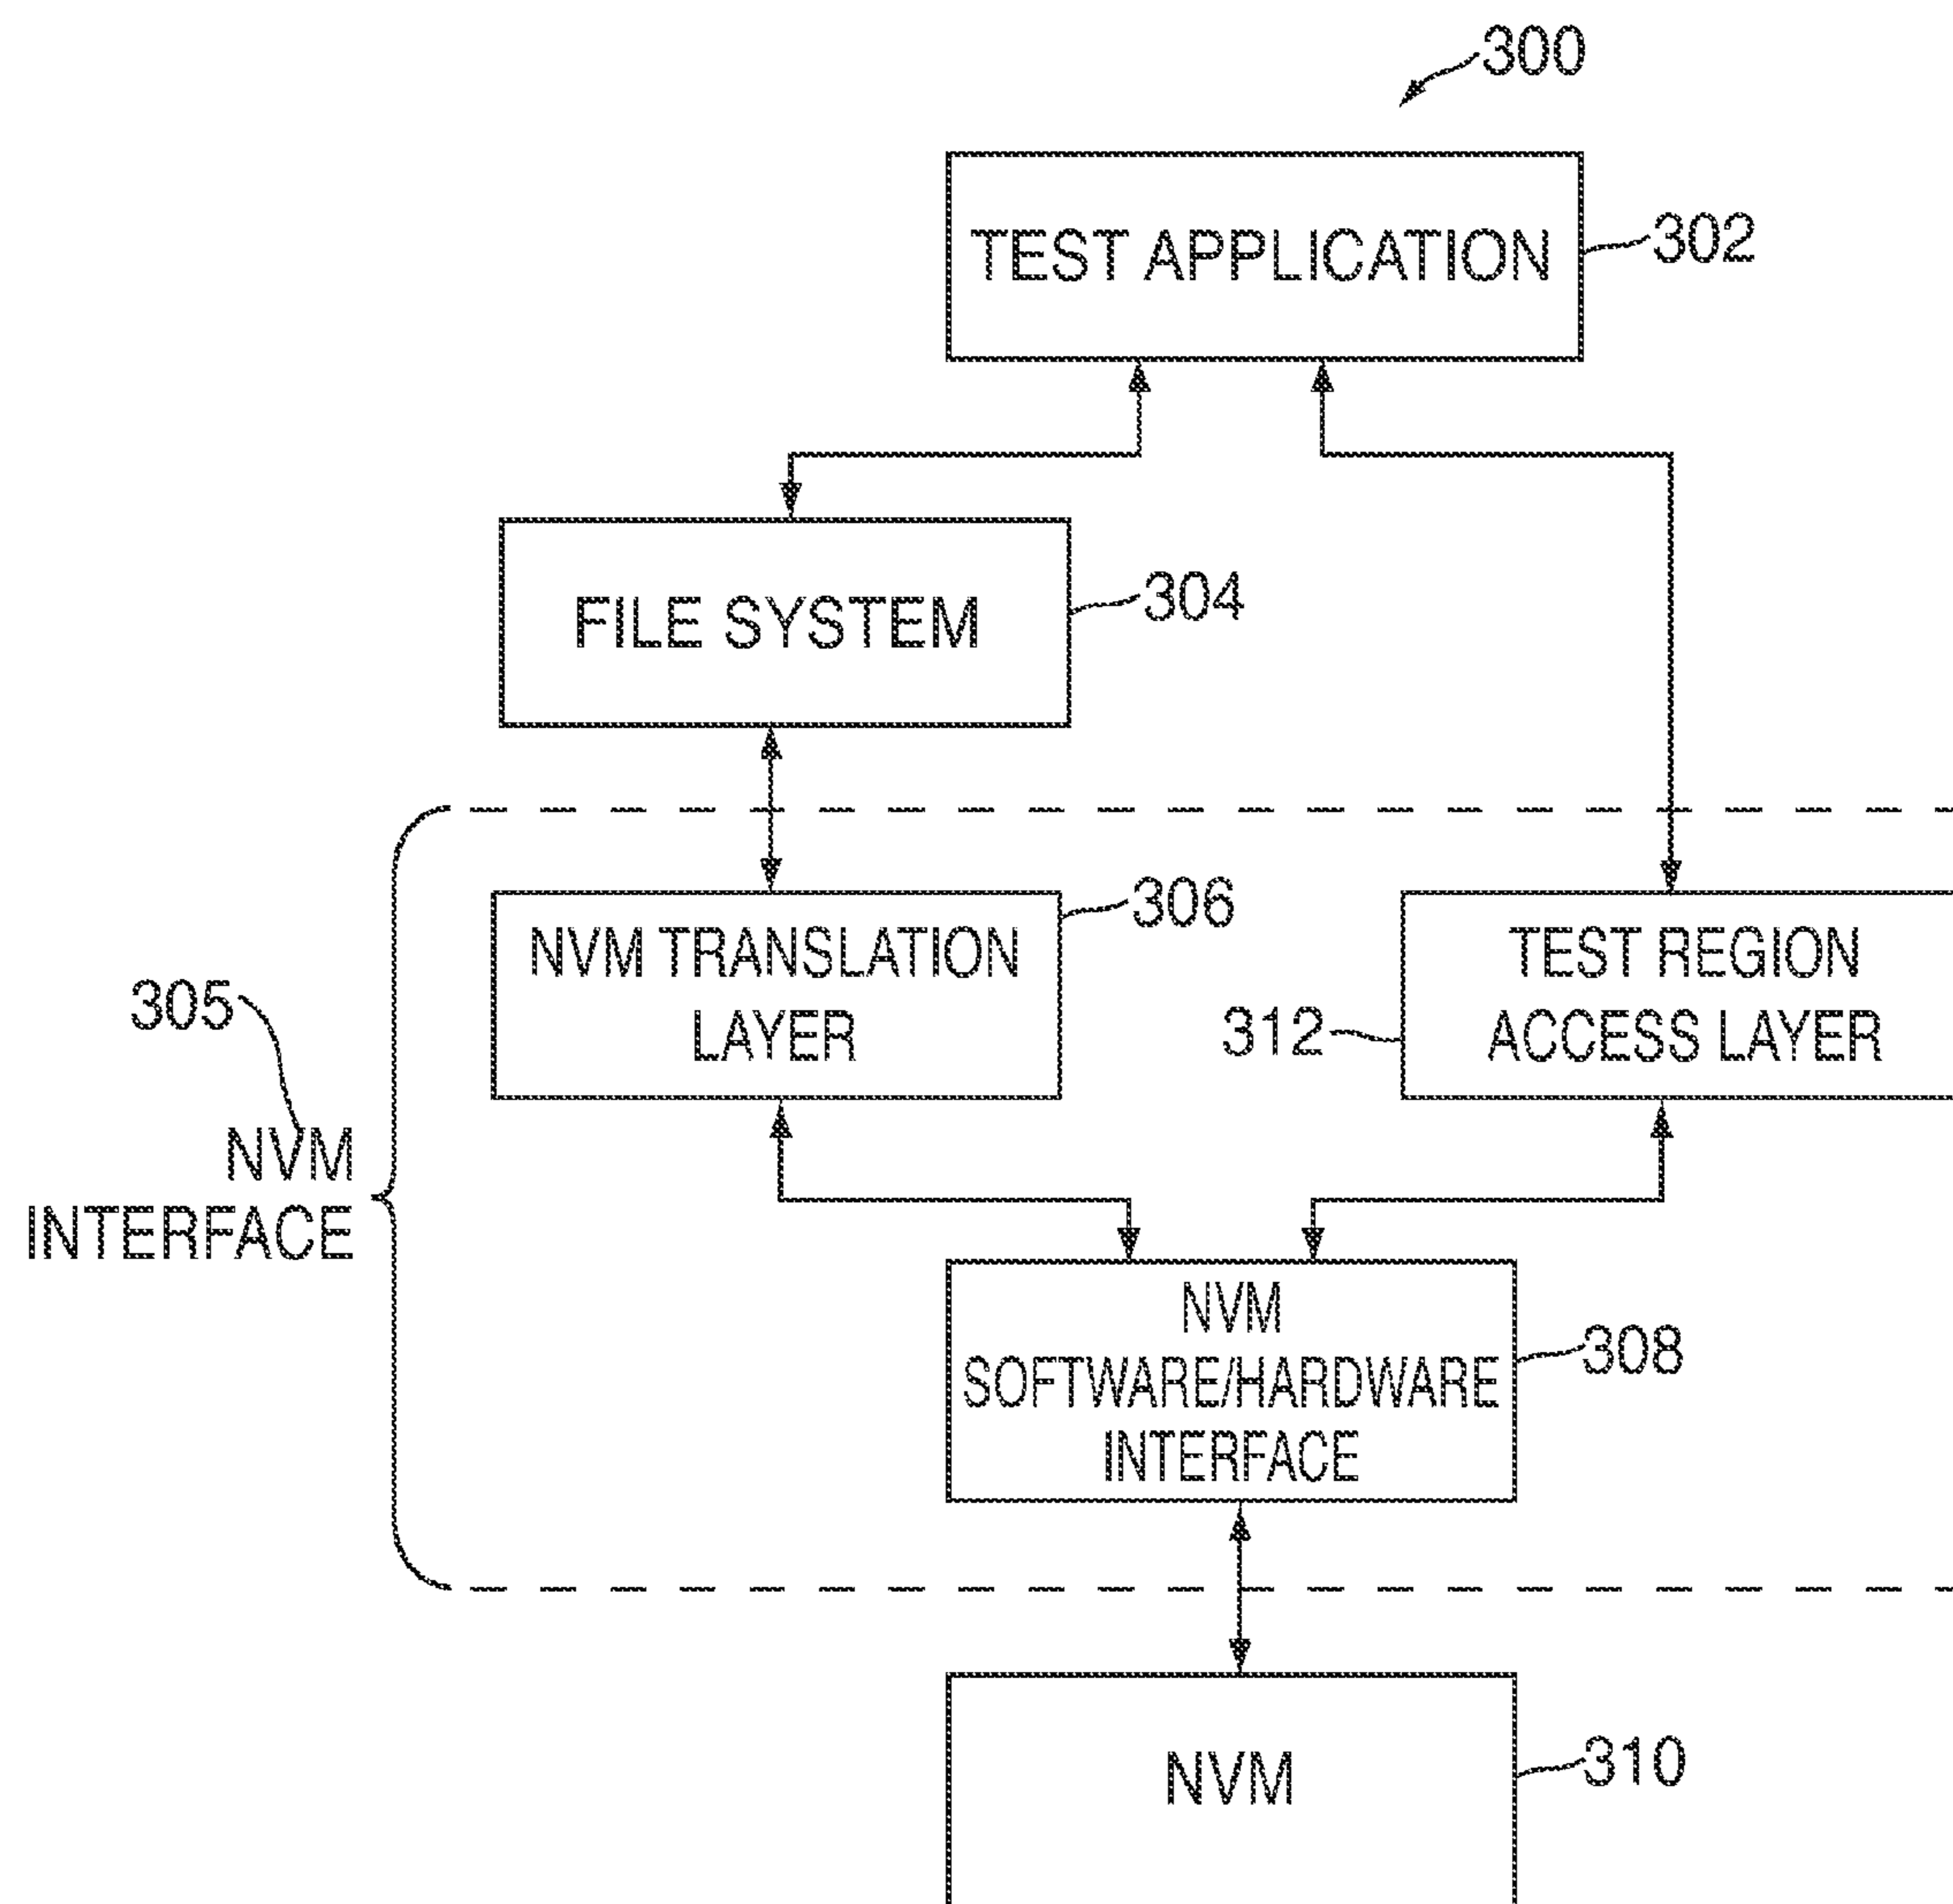 300
TEST APPLICATION
302
FILE SYSTEM
304
306
NVM TRANSLATION
LAYER
TEST REGION
ACCESS LAYER
312
305
NVM
INTERFACE
NVM
SOFTWARE/HARDWARE
INTERFACE
308
NVM
310